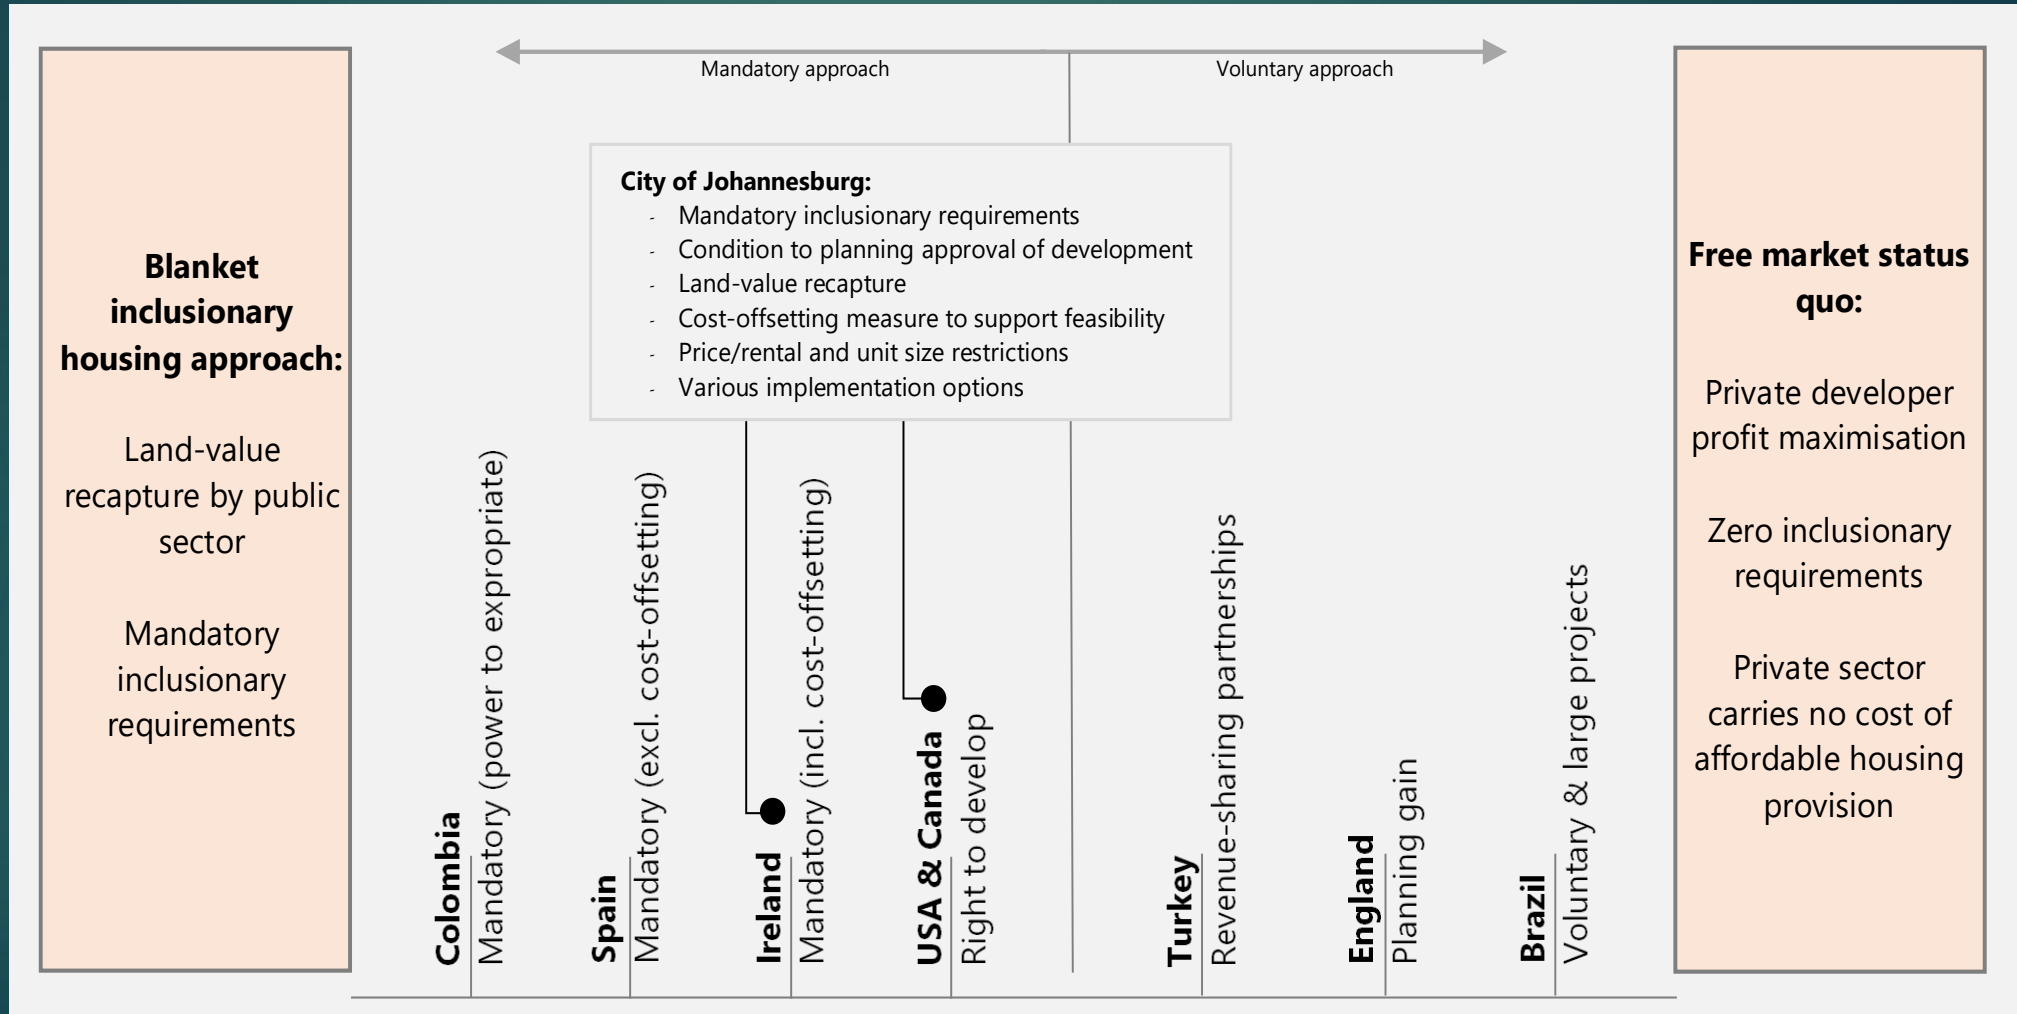 Mandatory approach
Voluntary approach
Blanket
inclusionary
housing approach:
Land-value
recapture by public
sector
Mandatory
inclusionary
requirements
City of Johannesburg:
- Mandatory inclusionary requirements
- Condition to planning approval of development
- Land-value recapture
- Cost-offsetting measure to support feasibility
- Price/rental and unit size restrictions
- Various implementation options
Colombia
Mandatory (power to expropriate)
Spain
Mandatory (excl. cost-offsetting)
Ireland
Mandatory (incl. cost-offsetting)
USA & Canada
Right to develop
Turkey
Revenue-sharing partnerships
England
Planning gain
Brazil
Voluntary & large projects
Free market status
quo:
Private developer
profit maximisation
Zero inclusionary
requirements
Private sector
carries no cost of
affordable housing
provision